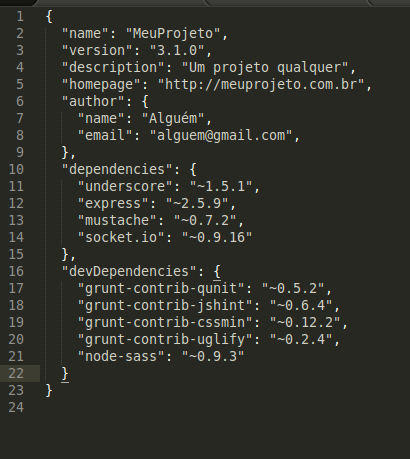 1 {
2 "name": "MeuProjeto",
3 "version": "3.1.0",
4 "description": "Um projeto qualquer",
5 "homepage": "http://meuprojeto.com.br",
6 "author": {
7 "name": "Alguém",
8 "email": "alguem@gmail.com",
9 },
10 "dependencies": {
11 "underscore": "~1.5.1",
12 "express": "~2.5.9",
13 "mustache": "~0.7.2",
14 "socket.io": "~0.9.16"
15 },
16 "devDependencies": {
17 "grunt-contrib-qunit": "~0.5.2",
18 "grunt-contrib-jshint": "~0.6.4",
19 "grunt-contrib-cssmin": "~0.12.2",
20 "grunt-contrib-uglify": "~0.2.4",
21 "node-sass": "~0.9.3"
22 }
23 }
24